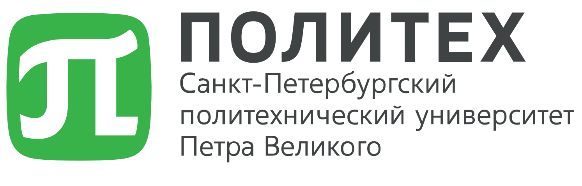 ПОЛИТЕХ
Санкт-Петербургский
политехнический университет
Петра Великого